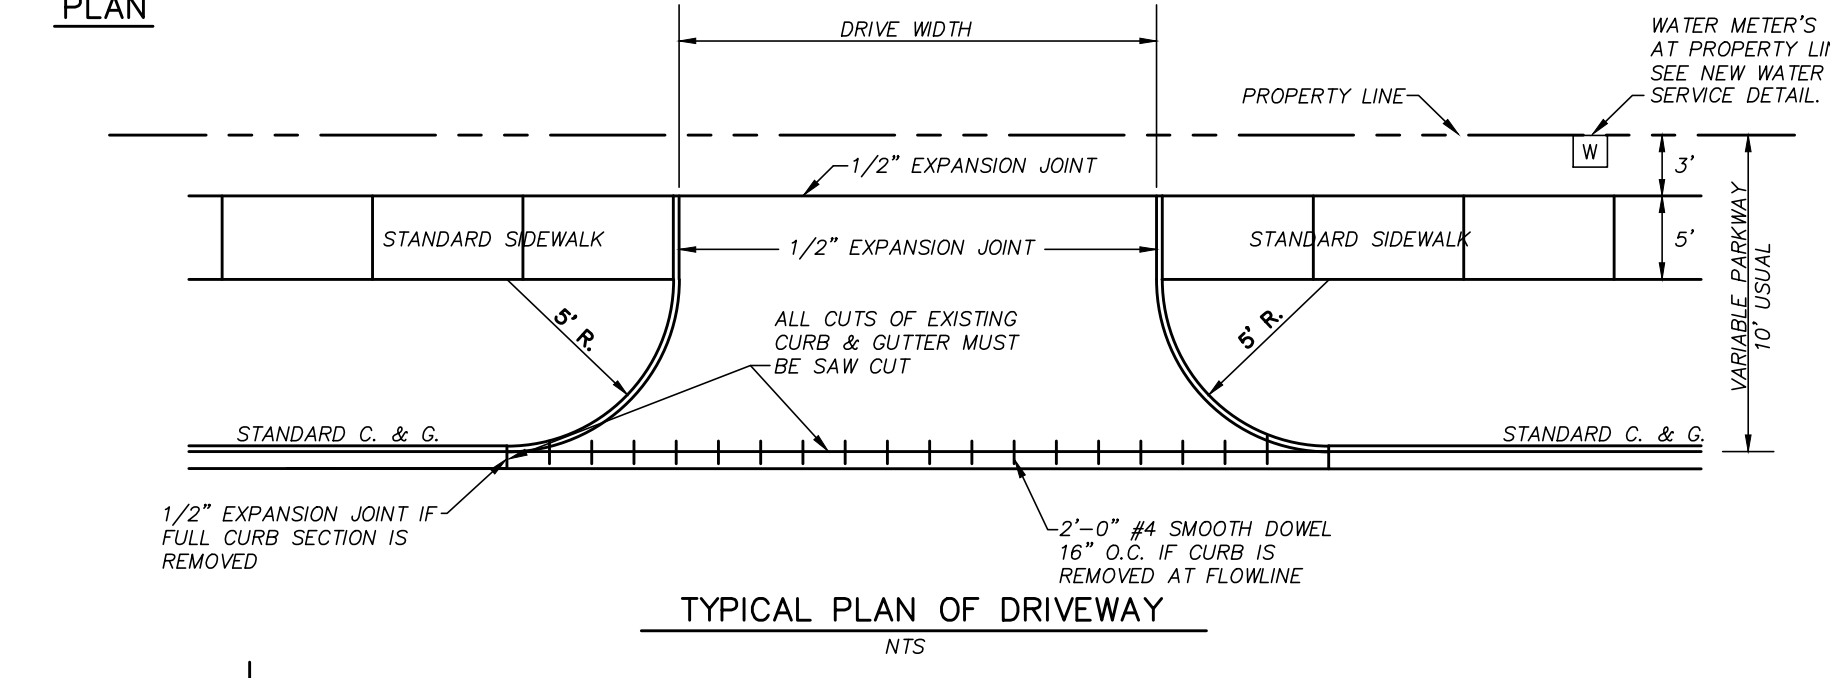 PLAN
DRIVE WIDTH
WATER METER'S
AT PROPERTY
SEE NEW WATER
SERVICE DETAIL.
PROPERTY LINE
W
1/2" EXPANSION JOINT
3'
STANDARD SIDEWALK
1/2" EXPANSION JOINT
STANDARD SIDEWALK
5'
VARIABLE PARKWAY
10' USUAL
5' R.
ALL CUTS OF EXISTING
CURB & GUTTER MUST
BE SAW CUT
5' R.
STANDARD C. & G.
STANDARD C. & G.
1/2" EXPANSION JOINT IF
FULL CURB SECTION IS
REMOVED
2'-0" #4 SMOOTH DOWEL
16" O.C. IF CURB IS
REMOVED AT FLOWLINE
TYPICAL PLAN OF DRIVEWAY
NTS